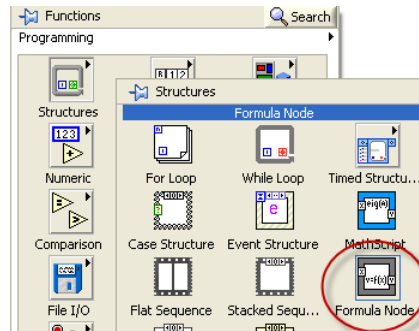 Functions
Search
Programming
Structures
Structures
Formula Node
Numeric
For Loop
While Loop
Timed Structu...
Comparison
Case Structure
Event Structure
MathScript
File I/O
Flat Sequence
Stacked Sequ...
Formula Node
123
e
v=f(x)